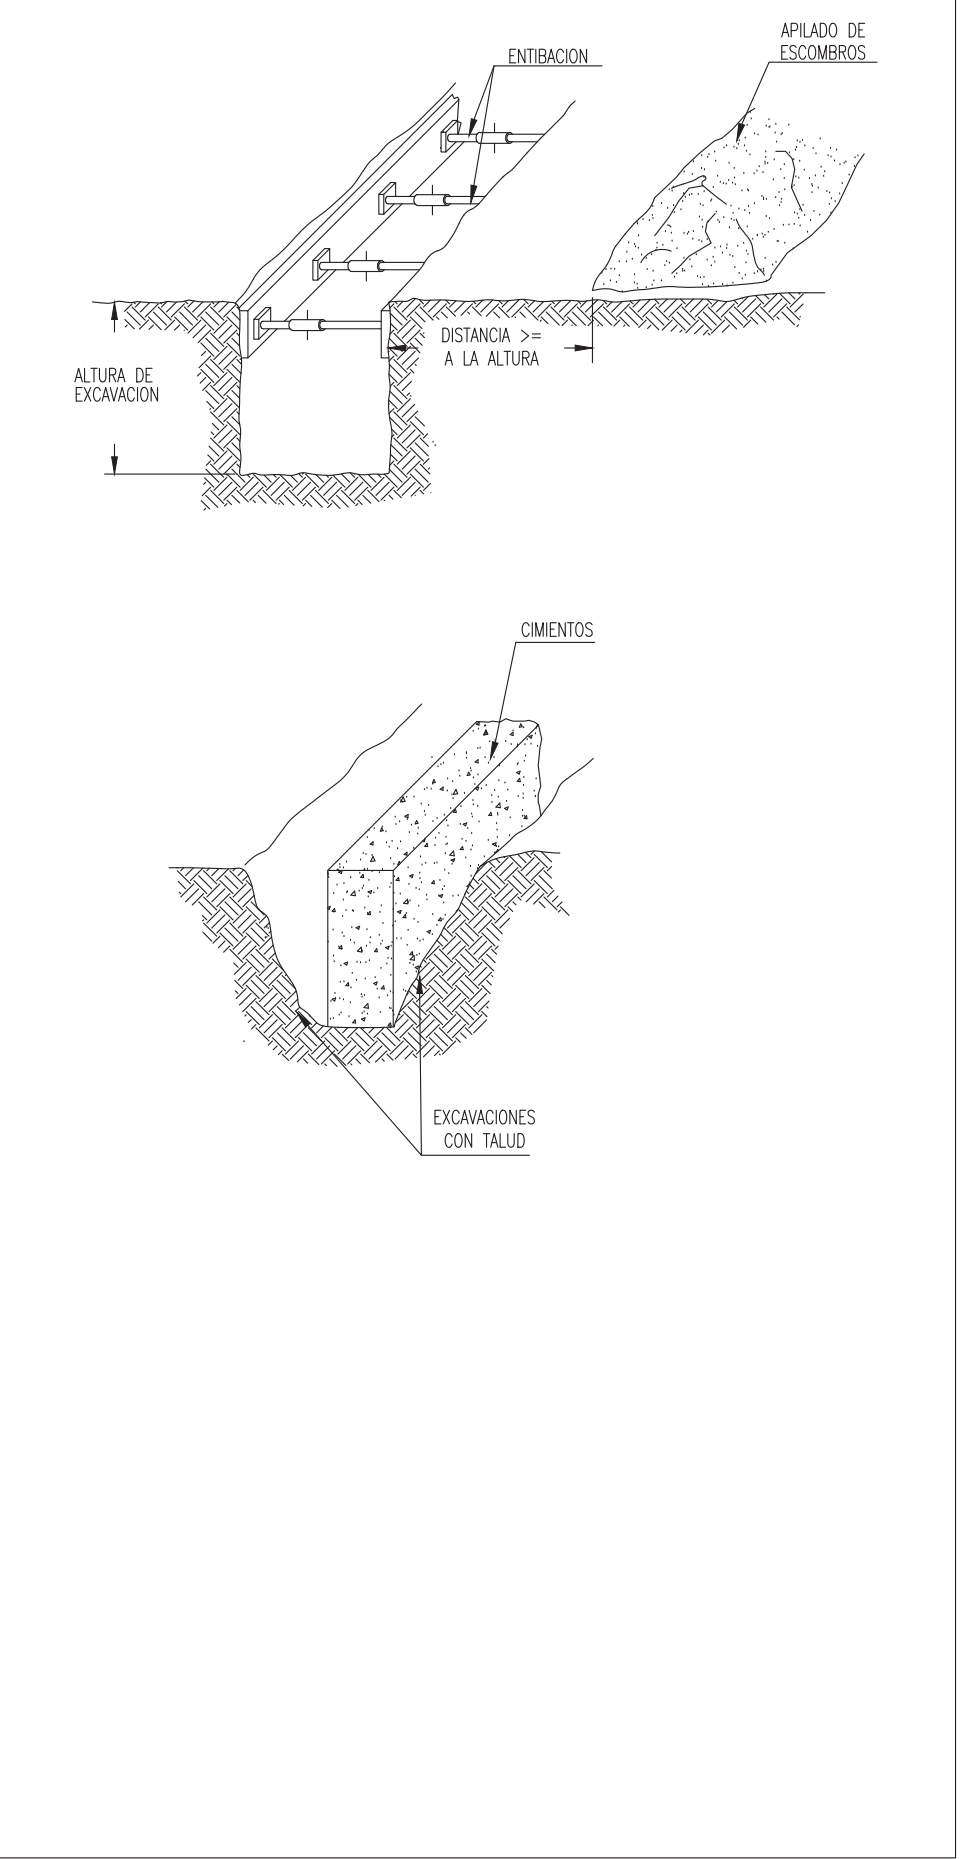 APILADO DE
ESCOMBROS
ENTIBACION
DISTANCIA >=
A LA ALTURA
ALTURA DE
EXCAVACION
CIMIENTOS
EXCAVACIONES
CON TALUD